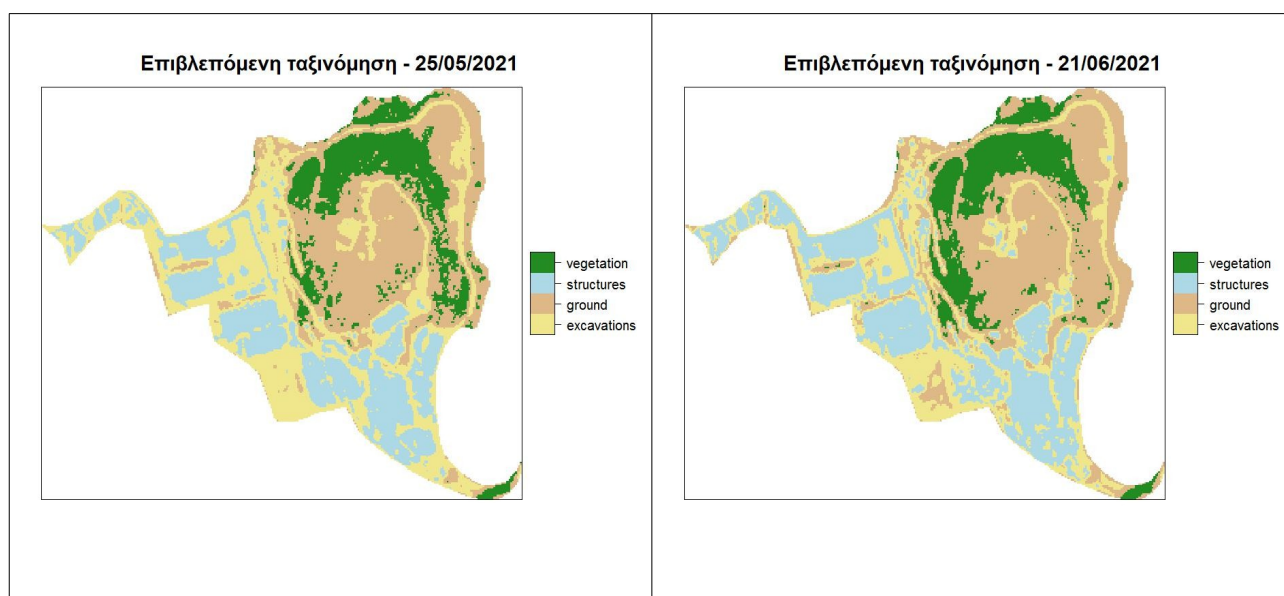 Επιβλεπόμενη ταξινόμηση - 25/05/2021
vegetation
structures
ground
excavations
Επιβλεπόμενη ταξινόμηση - 21/06/2021
vegetation
structures
ground
excavations